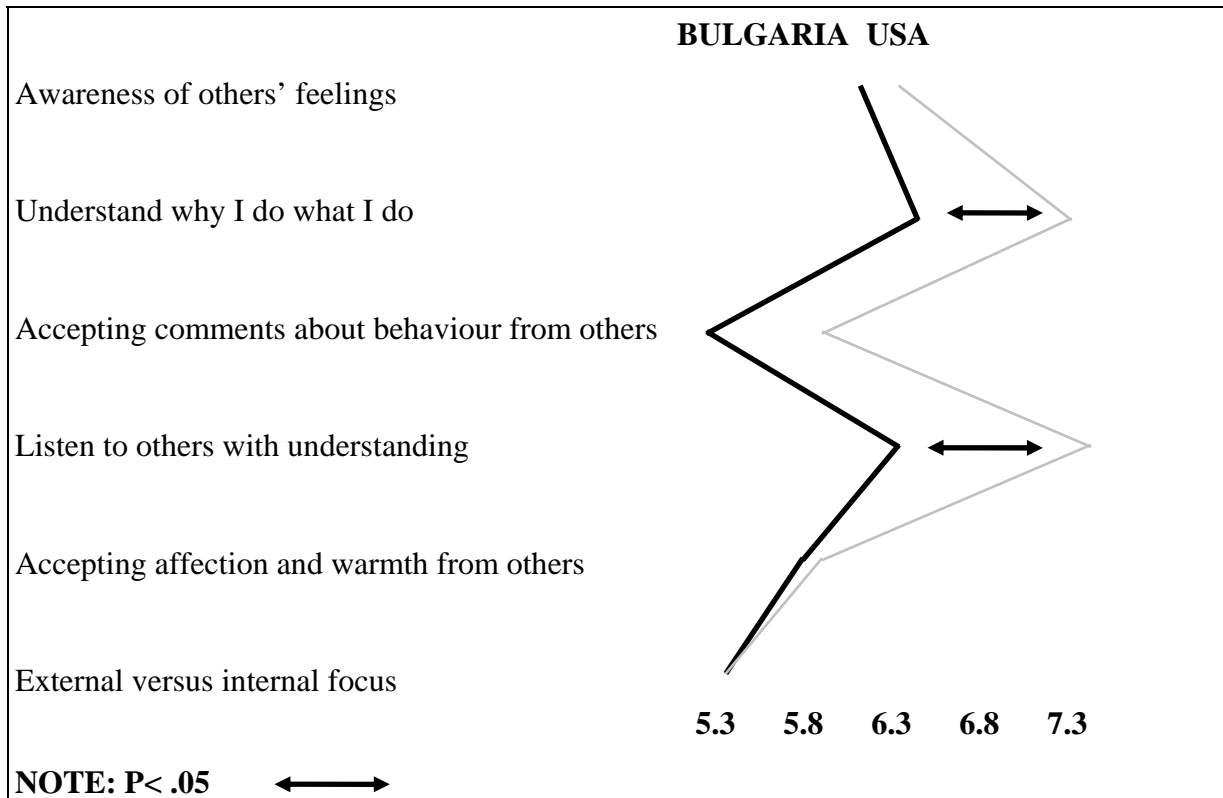 BULGARIA USA
Awareness of others’ feelings
Understand why I do what I do
Accepting comments about behaviour from others
Listen to others with understanding
Accepting affection and warmth from others
External versus internal focus
5.3 5.8 6.3 6.8 7.3
NOTE: P< .05